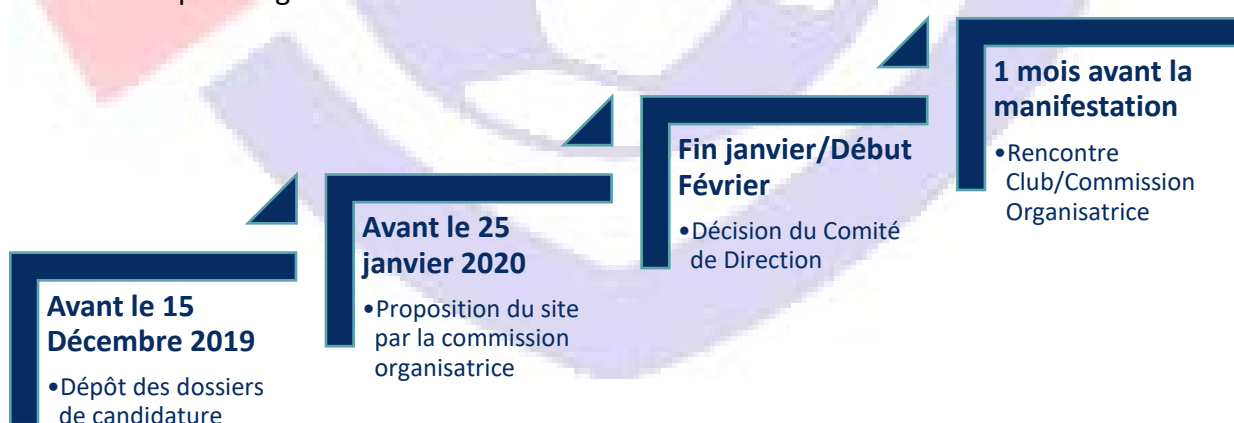 Avant le 15
Décembre 2019
•Dépôt des dossiers
de candidature
Avant le 25
janvier 2020
•Proposition du site
par la commission
organisatrice
Fin janvier/Début
Février
•Décision du Comité
de Direction
1 mois avant la
manifestation
•Rencontre
Club/Commission
Organisatrice